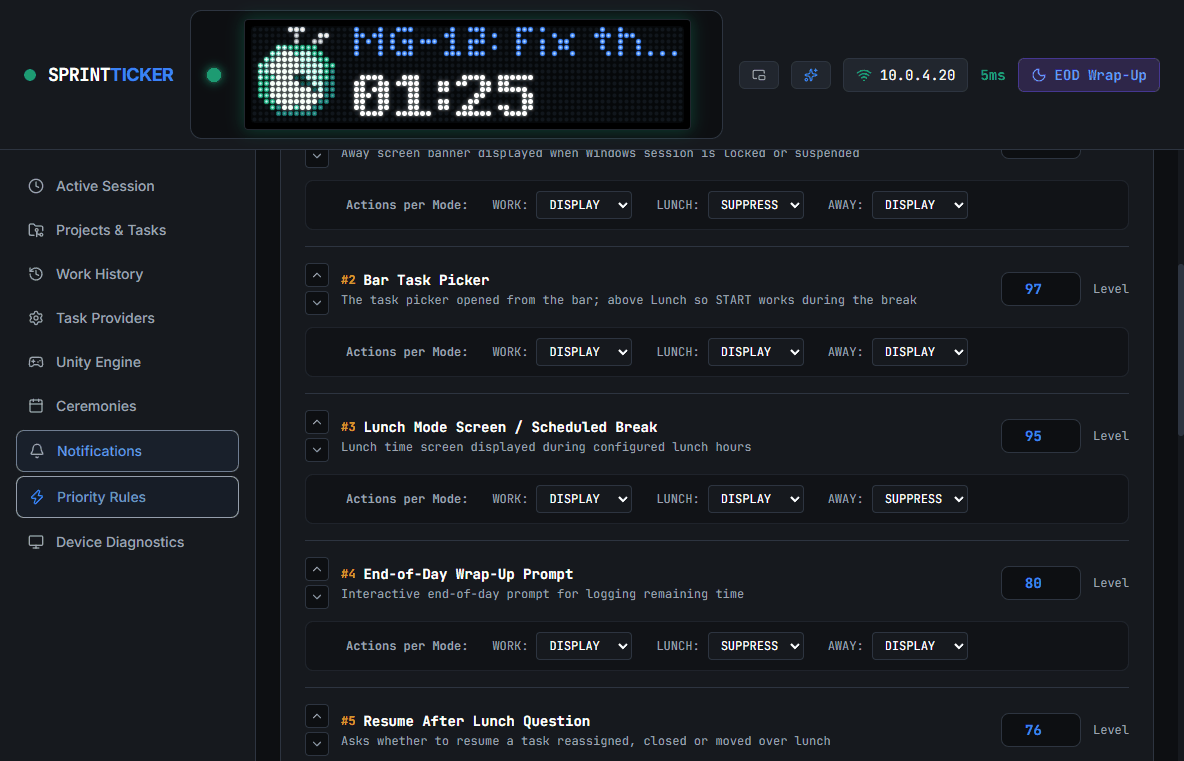 SPRINTTICKER
MG-12: Fix th...
01:25
10.0.4.20
5ms
EOD Wrap-Up
Active Session
Projects & Tasks
Work History
Task Providers
Unity Engine
Ceremonies
Notifications
Priority Rules
Device Diagnostics
Away screen banner displayed when Windows session is locked or suspended
Actions per Mode: WORK: DISPLAY LUNCH: SUPPRESS AWAY: DISPLAY
#2 Bar Task Picker
The task picker opened from the bar; above Lunch so START works during the break
97 Level
Actions per Mode: WORK: DISPLAY LUNCH: DISPLAY AWAY: DISPLAY
#3 Lunch Mode Screen / Scheduled Break
Lunch time screen displayed during configured lunch hours
95 Level
Actions per Mode: WORK: DISPLAY LUNCH: DISPLAY AWAY: SUPPRESS
#4 End-of-Day Wrap-Up Prompt
Interactive end-of-day prompt for logging remaining time
80 Level
Actions per Mode: WORK: DISPLAY LUNCH: SUPPRESS AWAY: DISPLAY
#5 Resume After Lunch Question
Asks whether to resume a task reassigned, closed or moved over lunch
76 Level